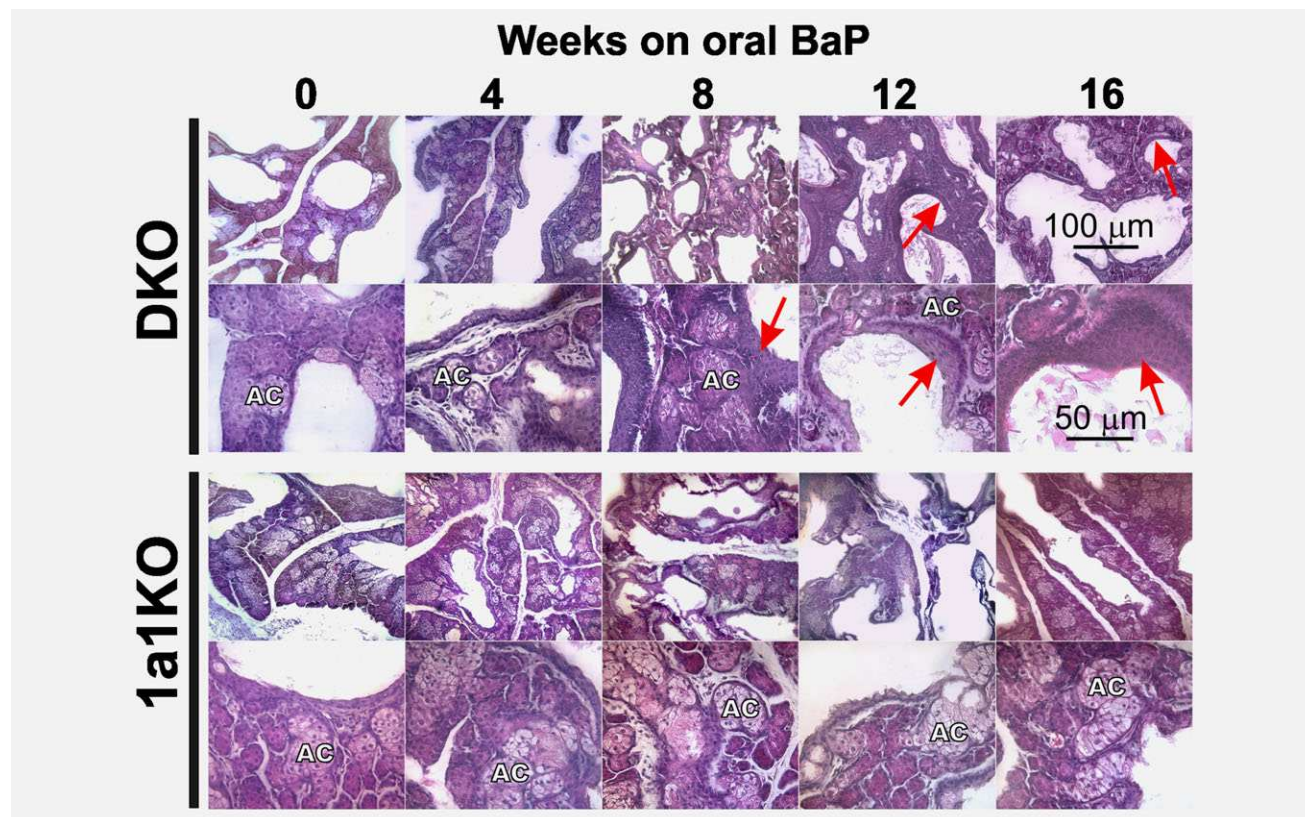 Weeks on oral BaP
0 4 8 12 16
DKO
100 μm
AC AC AC AC
50 μm
1a1KO
AC AC AC AC AC